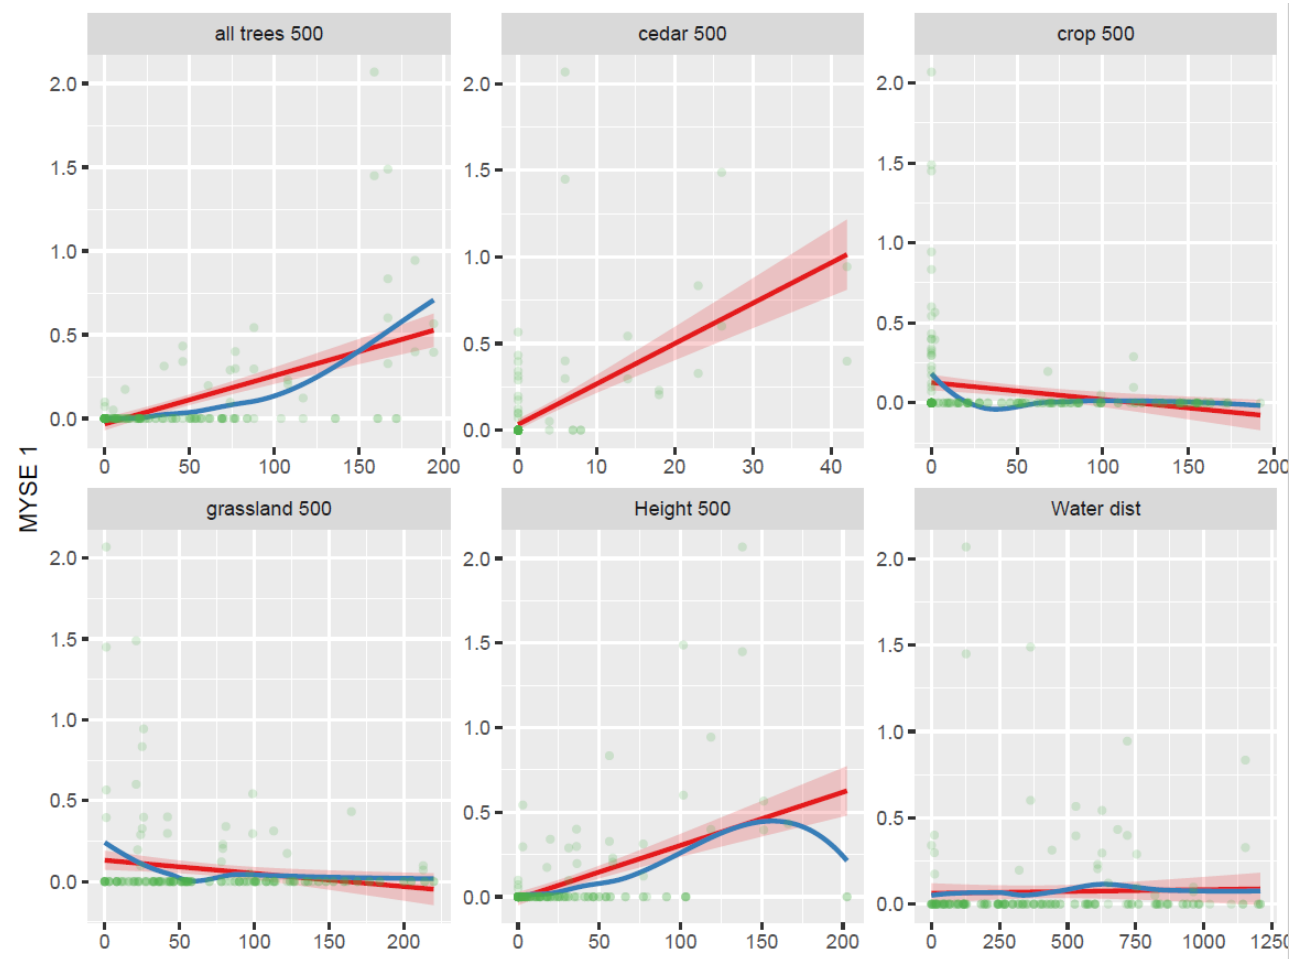 all trees 500 cedar 500 crop 500
2.0 2.0 2.0
1.5 1.5 1.5
1.0 1.0 1.0
0.5 0.5 0.5
0.0 0.0 0.0
0 50 100 150 200 0 10 20 30 40 0 50 100 150 200
MYSE 1
grassland 500 Height 500 Water dist
2.0 2.0 2.0
1.5 1.5 1.5
1.0 1.0 1.0
0.5 0.5 0.5
0.0 0.0 0.0
0 50 100 150 200 0 50 100 150 200 0 250 500 750 1000 1250